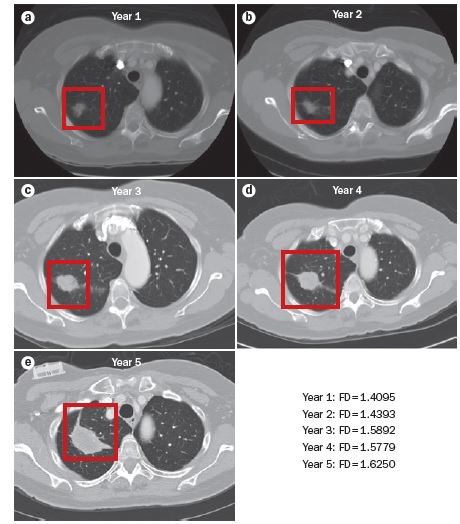 a Year 1
b Year 2
c Year 3
d Year 4
e Year 5
Year 1: FD=1.4095
Year 2: FD=1.4393
Year 3: FD=1.5892
Year 4: FD=1.5779
Year 5: FD=1.6250